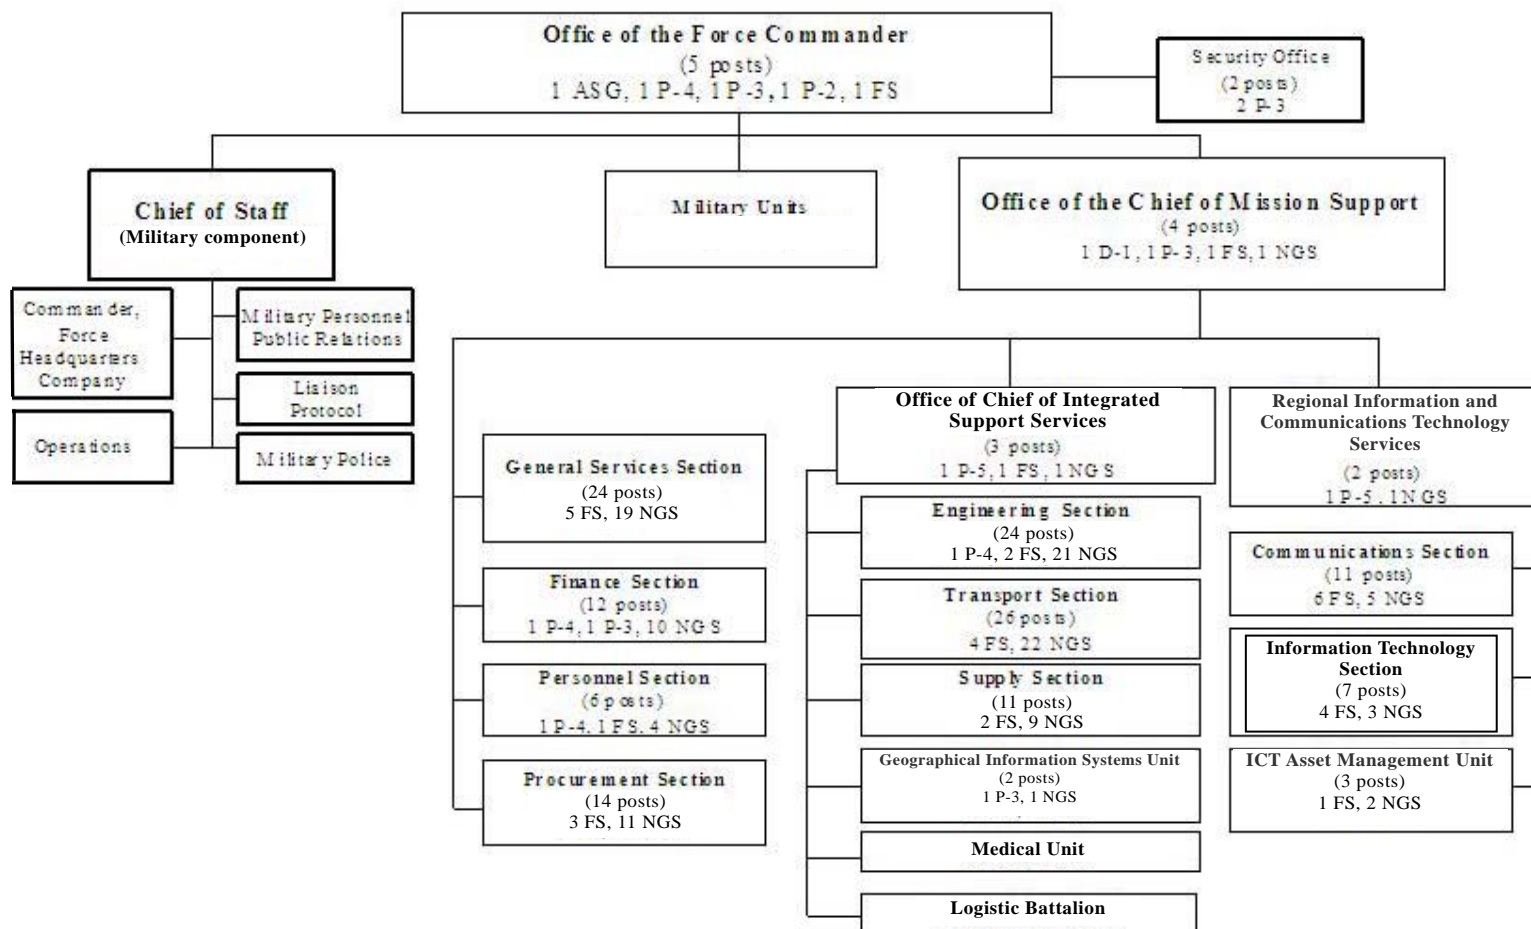 Office of the Force Commander
(5 posts)
1 ASG, 1 P-4, 1 P-3, 1 P-2, 1 FS
Security Office
(2 posts)
2 P-3
Chief of Staff
(Military component)
Military Units
Office of the Chief of Mission Support
(4 posts)
1 D-1, 1 P-3, 1 FS, 1 NGS
Commander,
Force
Headquarters
Company
Operations
Military Personnel
Public Relations
Liaison
Protocol
Military Police
General Services Section
(24 posts)
5 FS, 19 NGS
Finance Section
(12 posts)
1 P-4, 1 P-3, 10 NGS
Personnel Section
(6 posts)
1 P-4, 1 FS, 4 NGS
Procurement Section
(14 posts)
3 FS, 11 NGS
Office of Chief of Integrated
Support Services
(3 posts)
1 P-5, 1 FS, 1 NGS
Engineering Section
(24 posts)
1 P-4, 2 FS, 21 NGS
Transport Section
(26 posts)
4 FS, 22 NGS
Supply Section
(11 posts)
2 FS, 9 NGS
Geographical Information Systems Unit
(2 posts)
1 P-3, 1 NGS
Medical Unit
Logistic Battalion
Regional Information and
Communications Technology
Services
(2 posts)
1 P-5, 1 NGS
Communications Section
(11 posts)
6 FS, 5 NGS
Information Technology
Section
(7 posts)
4 FS, 3 NGS
ICT Asset Management Unit
(3 posts)
1 FS, 2 NGS